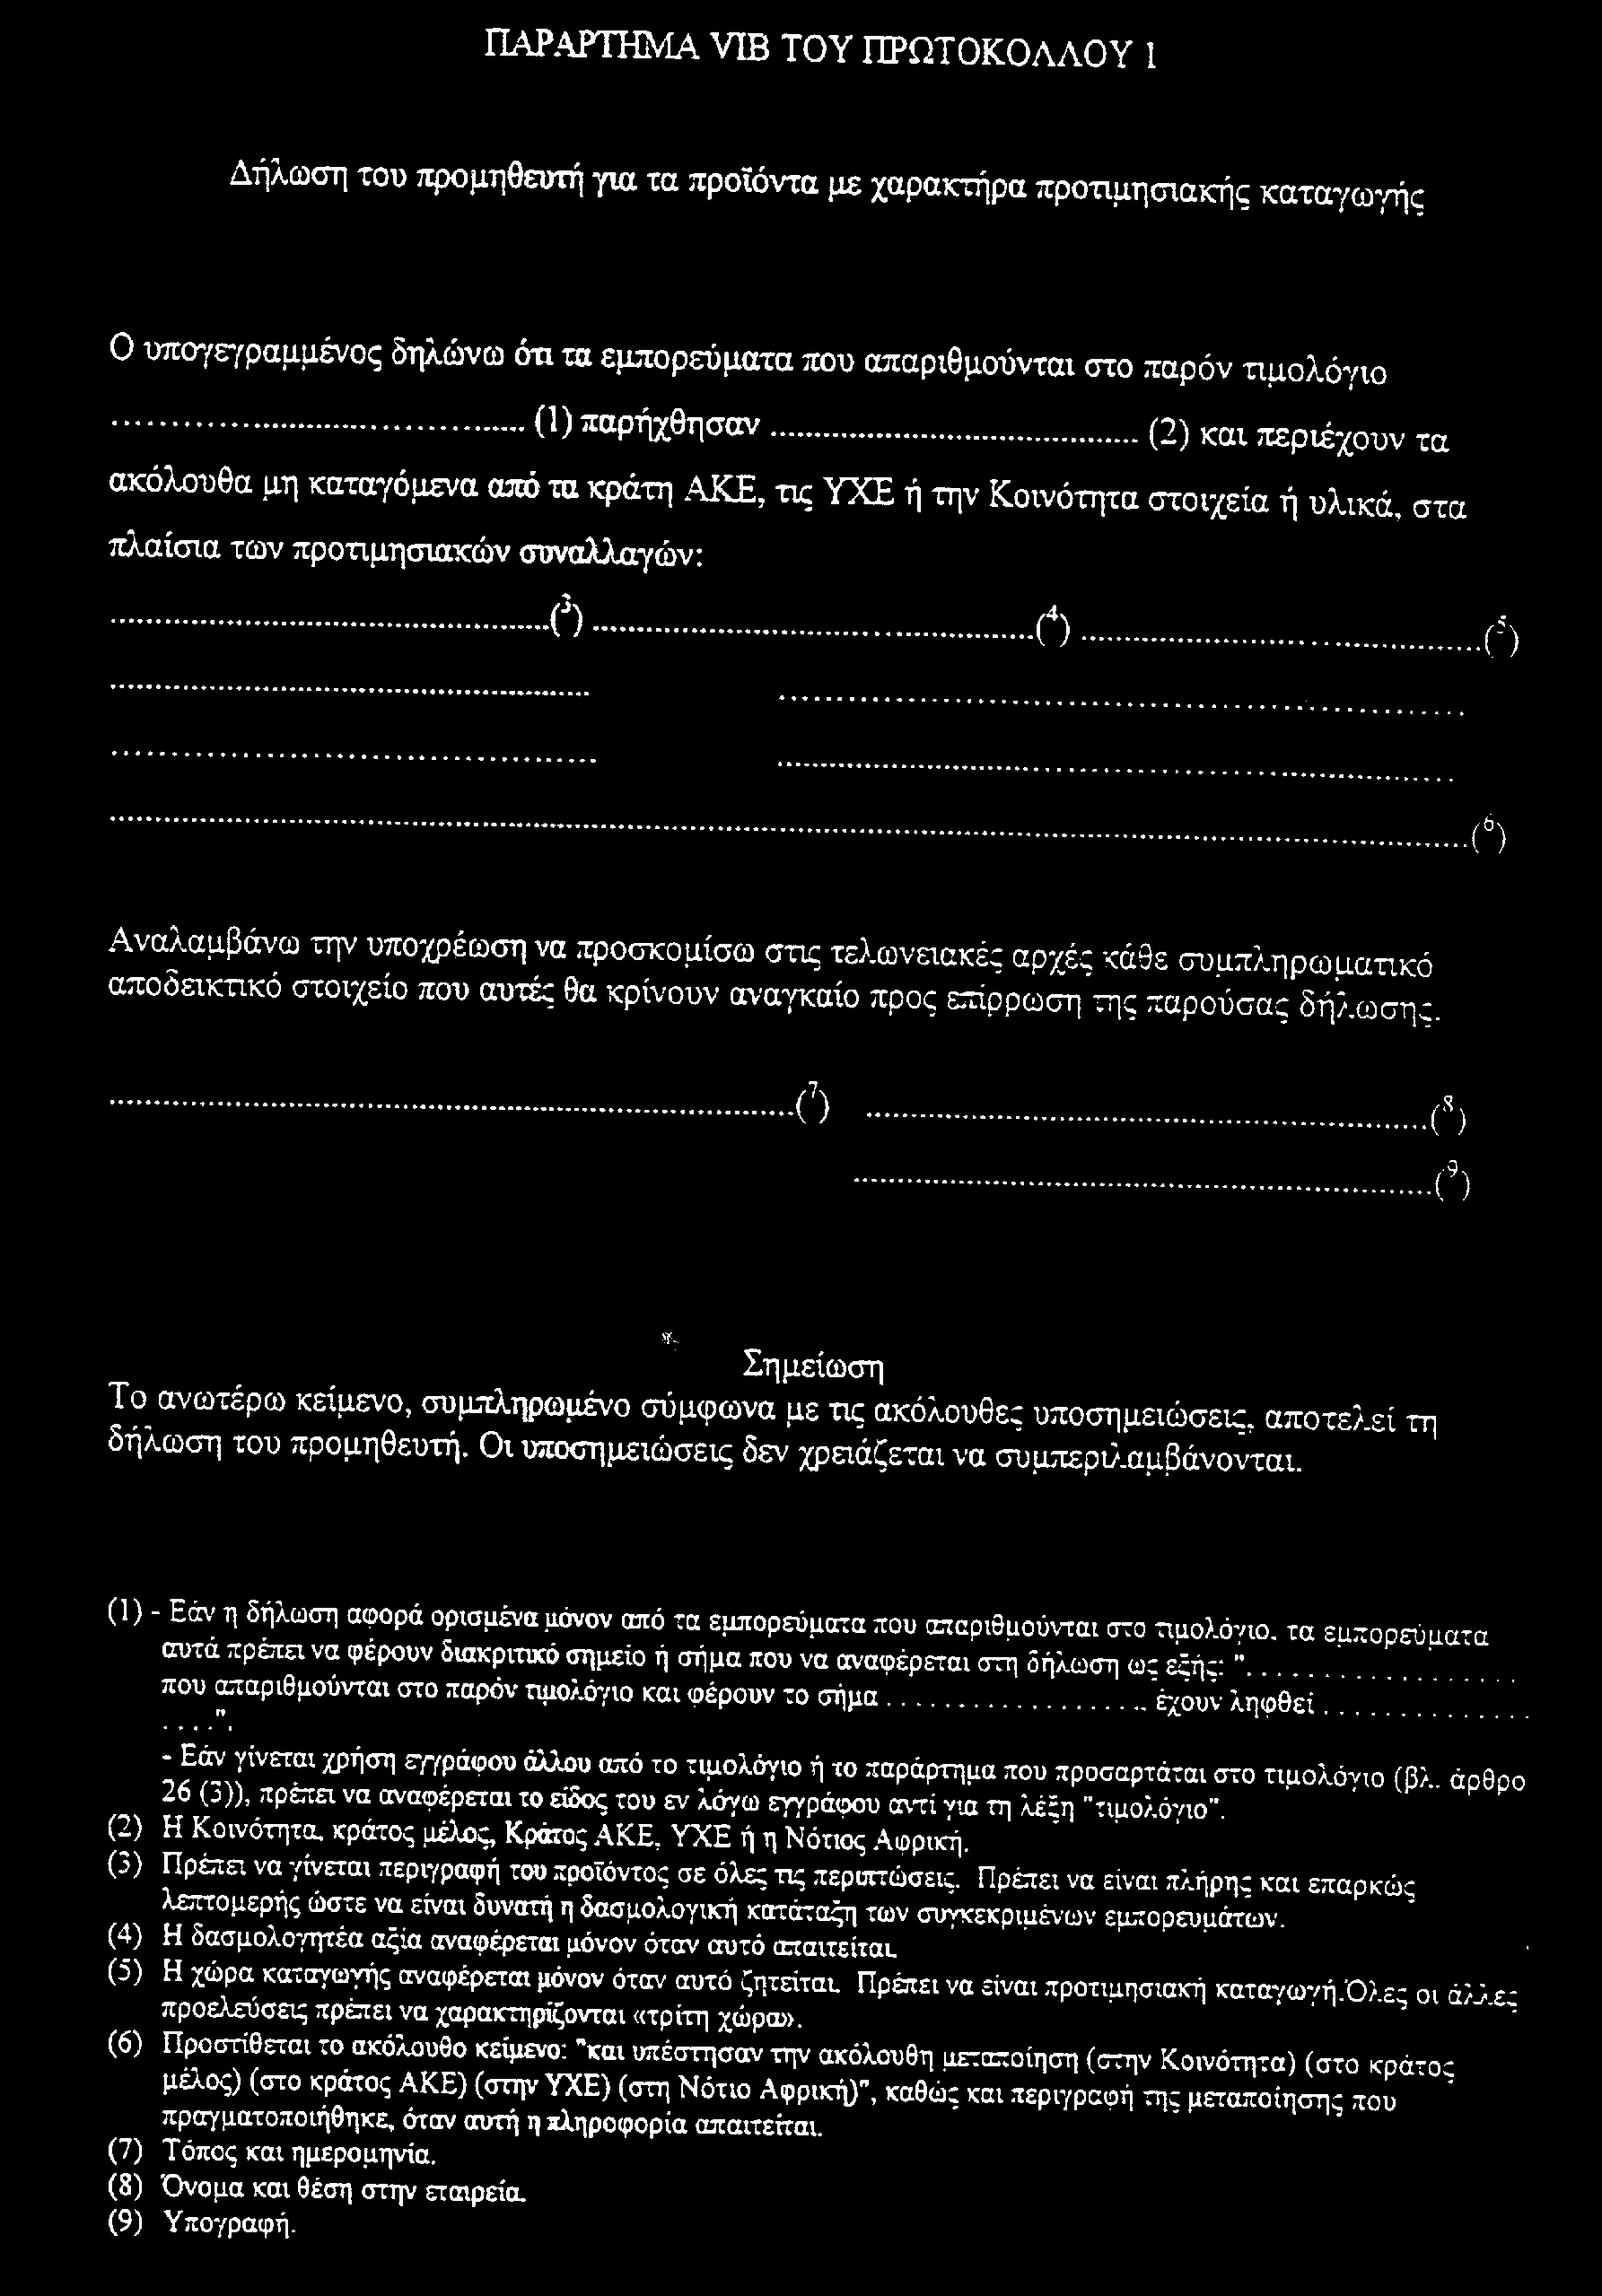 ΠΑΡΑΡΤΗΜΑ VIB ΤΟΥ ΠΡΩΤΟΚΟΛΛΟΥ 1
Δήλωση του προμηθευτή για τα προϊόντα με χαρακτήρα προτιμησιακής καταγωγής
Ο υπογεγραμμένος δηλώνω ότι τα εμπορεύματα που απαριθμούνται στο παρόν τιμολόγιο
.......................................... (1) παρήχθησαν ...................................... (2) και περιέχουν τα
ακόλουθα μη καταγόμενα από τα κράτη ΑΚΕ, τις ΥΧΕ ή την Κοινότητα στοιχεία ή υλικά, στα
πλαίσια των προτιμησιακών συναλλαγών:
.............................................(³) .............................................(⁴) .........................................(⁵)
................................................. ......................................................................
................................................. ......................................................................
............................................................................................................................................(⁶)
Αναλαμβάνω την υποχρέωση να προσκομίσω στις τελωνειακές αρχές κάθε συμπληρωματικό
αποδεικτικό στοιχείο που αυτές θα κρίνουν αναγκαίο προς επίρρωση της παρούσας δήλωσης.
......................................................................(⁷) ..........................................................(⁸)
...........................................................(⁹)
Σημείωση
Το ανωτέρω κείμενο, συμπληρωμένο σύμφωνα με τις ακόλουθες υποσημειώσεις, αποτελεί τη
δήλωση του προμηθευτή. Οι υποσημειώσεις δεν χρειάζεται να συμπεριλαμβάνονται.
(1) - Εάν η δήλωση αφορά ορισμένα μόνον από τα εμπορεύματα που απαριθμούνται στο τιμολόγιο, τα εμπορεύματα
αυτά πρέπει να φέρουν διακριτικό σημείο ή σήμα που να αναφέρεται στη δήλωση ως εξής: "..................
που απαριθμούνται στο παρόν τιμολόγιο και φέρουν το σήμα .................. έχουν ληφθεί ..............
....".
- Εάν γίνεται χρήση εγγράφου άλλου από το τιμολόγιο ή το παράρτημα που προσαρτάται στο τιμολόγιο (βλ. άρθρο
26 (3)), πρέπει να αναφέρεται το είδος του εν λόγω εγγράφου αντί για τη λέξη "τιμολόγιο".
(2) Η Κοινότητα, κράτος μέλος, Κράτος ΑΚΕ, ΥΧΕ ή η Νότιος Αφρική.
(3) Πρέπει να γίνεται περιγραφή του προϊόντος σε όλες τις περιπτώσεις. Πρέπει να είναι πλήρης και επαρκώς
λεπτομερής ώστε να είναι δυνατή η δασμολογική κατάταξη των συγκεκριμένων εμπορευμάτων.
(4) Η δασμολογητέα αξία αναφέρεται μόνον όταν αυτό απαιτείται.
(5) Η χώρα καταγωγής αναφέρεται μόνον όταν αυτό ζητείται. Πρέπει να είναι προτιμησιακή καταγωγή.Όλες οι άλλες
προελεύσεις πρέπει να χαρακτηρίζονται «τρίτη χώρα».
(6) Προστίθεται το ακόλουθο κείμενο: "και υπέστησαν την ακόλουθη μεταποίηση (στην Κοινότητα) (στο κράτος
μέλος) (στο κράτος ΑΚΕ) (στην ΥΧΕ) (στη Νότιο Αφρική)", καθώς και περιγραφή της μεταποίησης που
πραγματοποιήθηκε, όταν αυτή η πληροφορία απαιτείται.
(7) Τόπος και ημερομηνία.
(8) Όνομα και θέση στην εταιρεία.
(9) Υπογραφή.